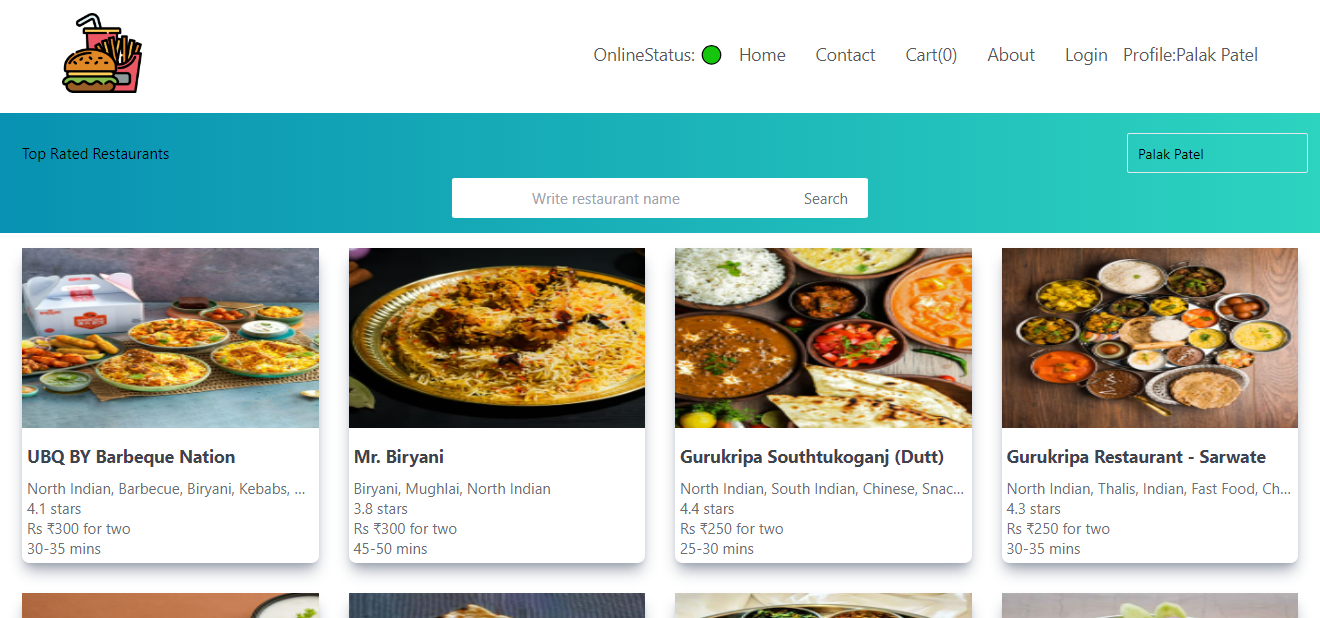 OnlineStatus: Home Contact Cart(0) About Login Profile:Palak Patel
Top Rated Restaurants
Palak Patel
Write restaurant name Search
UBQ BY Barbeque Nation
North Indian, Barbecue, Biryani, Kebabs, ...
4.1 stars
Rs ₹300 for two
30-35 mins
Mr. Biryani
Biryani, Mughlai, North Indian
3.8 stars
Rs ₹300 for two
45-50 mins
Gurukripa Southtukoganj (Dutt)
North Indian, South Indian, Chinese, Snac...
4.4 stars
Rs ₹250 for two
25-30 mins
Gurukripa Restaurant - Sarwate
North Indian, Thalis, Indian, Fast Food, Ch...
4.3 stars
Rs ₹250 for two
30-35 mins